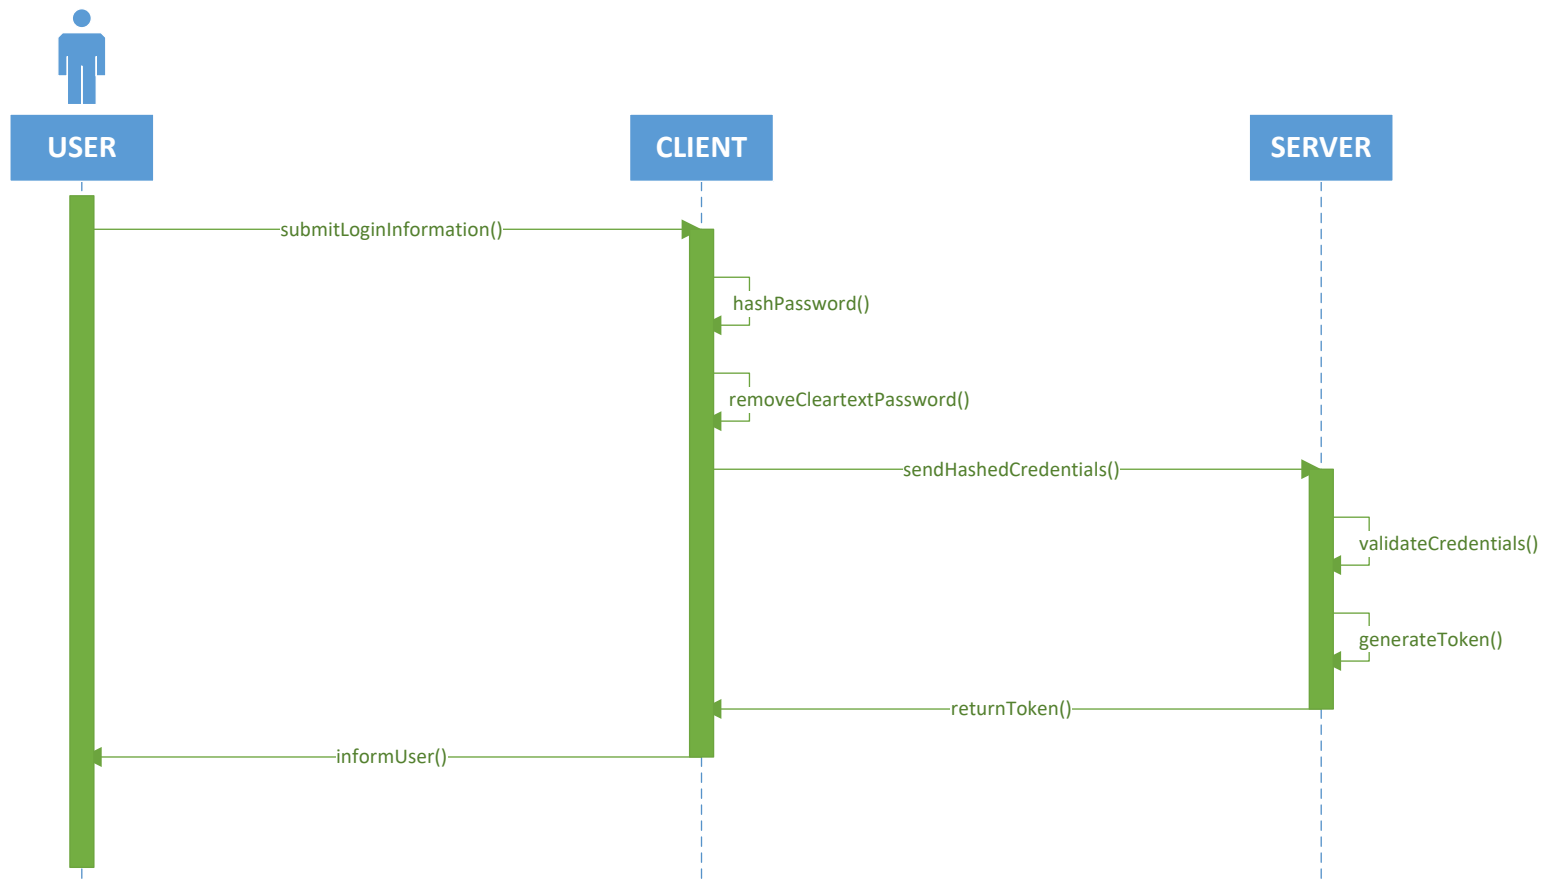 USER
CLIENT
SERVER
submitLoginInformation()
hashPassword()
removeCleartextPassword()
sendHashedCredentials()
validateCredentials()
generateToken()
returnToken()
informUser()